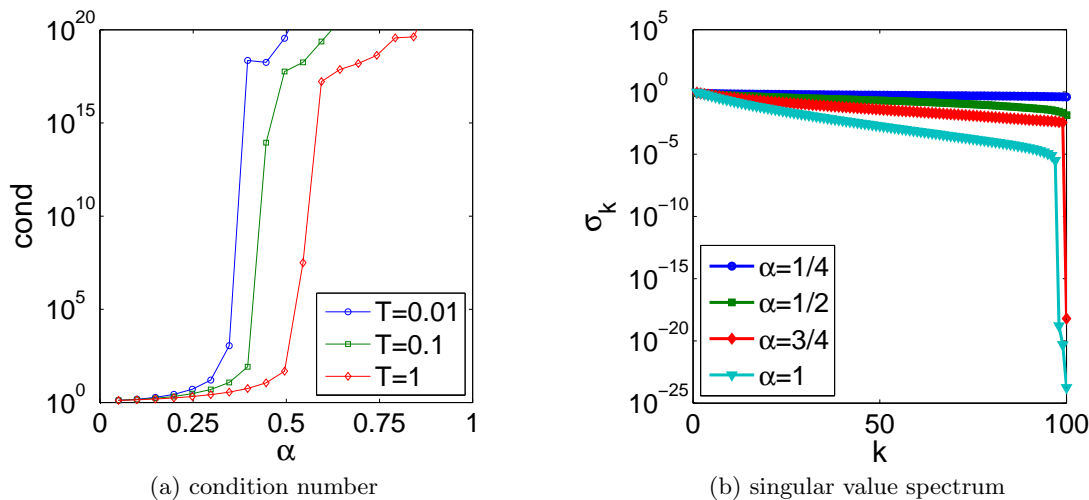 10^20
10^15
10^10
10^5
10^0
cond
0
0.25
0.5
0.75
1
α
T=0.01
T=0.1
T=1
(a) condition number
10^5
10^0
10^−5
10^−10
10^−15
10^−20
10^−25
σ_k
0
50
100
k
α=1/4
α=1/2
α=3/4
α=1
(b) singular value spectrum